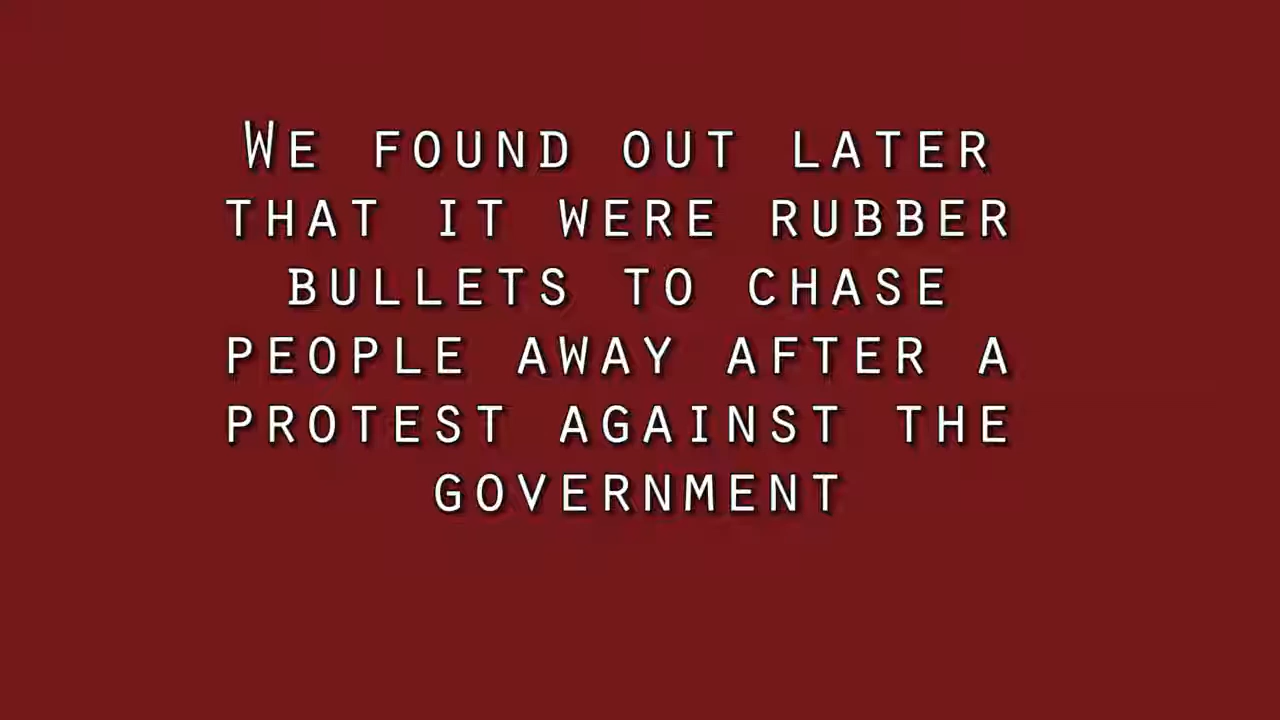 We found out later
that it were rubber
bullets to chase
people away after a
protest against the
government